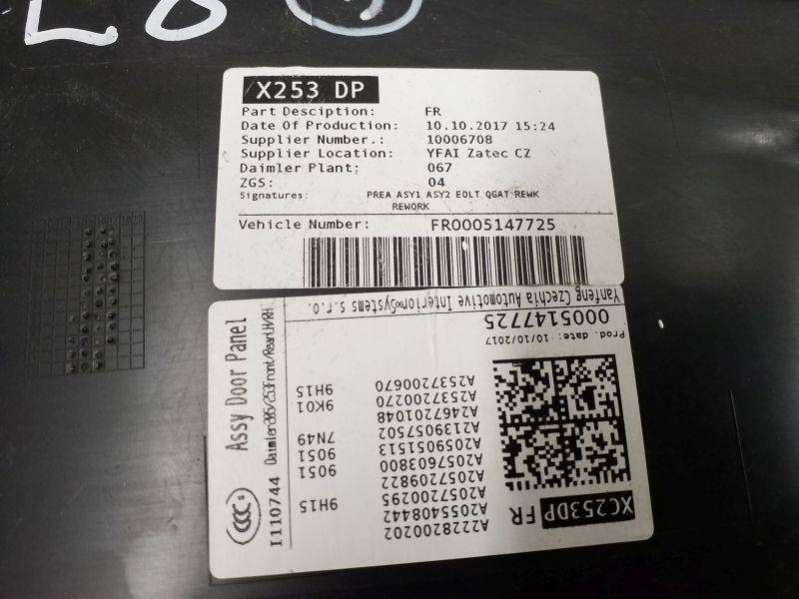 X253 DP
Part Desciption: FR
Date Of Production: 10.10.2017 15:24
Supplier Number.: 10006708
Supplier Location: YFAI Zatec CZ
Daimler Plant: 067
ZGS: 04
Signatures: PREA ASY1 ASY2 EOLT QGAT REWK
REWORK
Vehicle Number: FR0005147725
XC253DP FR
A2228200202
A2055408442
A2057200295 9H15
A2057209822
A2057603800 9051
A2059051513 9051
A2139057502 7N49
A2467201048
A2537200270 9K01
A2537200670 9H15
Prod. date: 10/10/2017
0005147725
Yanfeng Czechia Automotive Interior Systems s.r.o.
Assy Door Panel
I110744
CCC